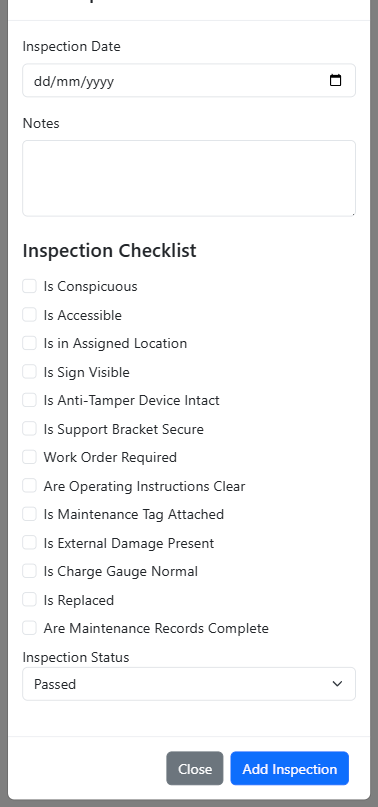 Inspection Date
dd/mm/yyyy
Notes
Inspection Checklist
Is Conspicuous
Is Accessible
Is in Assigned Location
Is Sign Visible
Is Anti-Tamper Device Intact
Is Support Bracket Secure
Work Order Required
Are Operating Instructions Clear
Is Maintenance Tag Attached
Is External Damage Present
Is Charge Gauge Normal
Is Replaced
Are Maintenance Records Complete
Inspection Status
Passed
Close Add Inspection